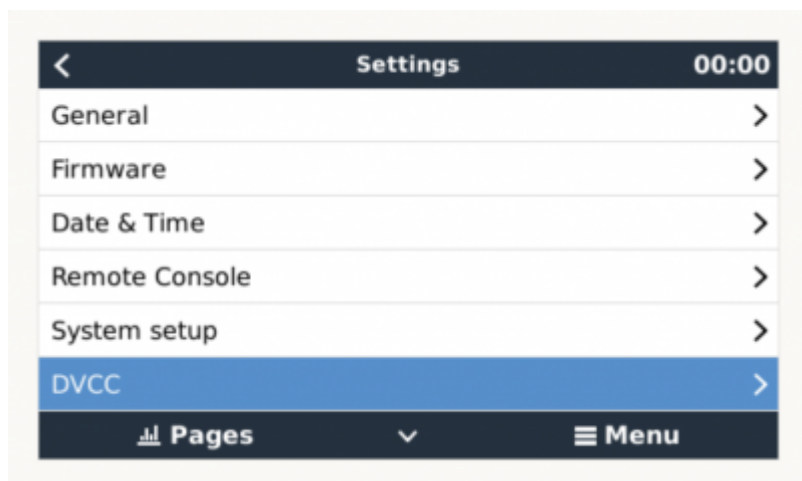 Settings 00:00
General
Firmware
Date & Time
Remote Console
System setup
DVCC
Pages Menu